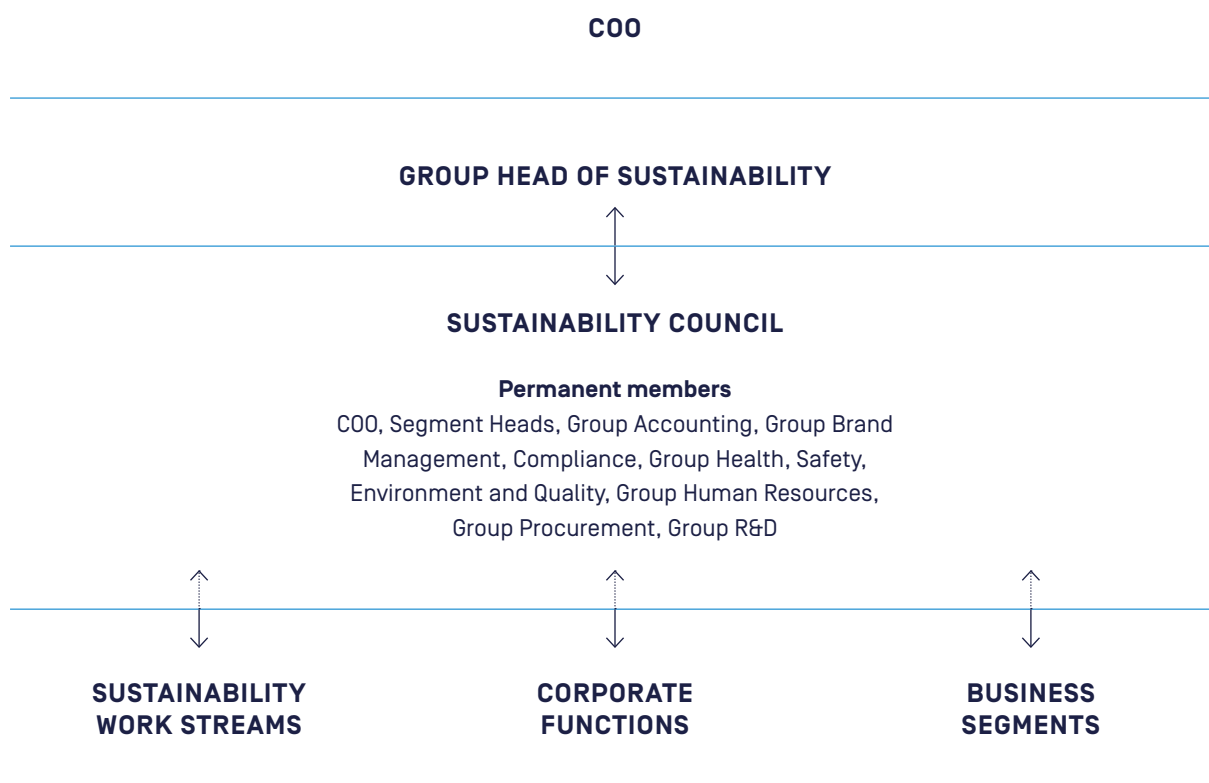 COO
GROUP HEAD OF SUSTAINABILITY
SUSTAINABILITY COUNCIL
Permanent members
COO, Segment Heads, Group Accounting, Group Brand
Management, Compliance, Group Health, Safety,
Environment and Quality, Group Human Resources,
Group Procurement, Group R&D
SUSTAINABILITY
WORK STREAMS
CORPORATE
FUNCTIONS
BUSINESS
SEGMENTS